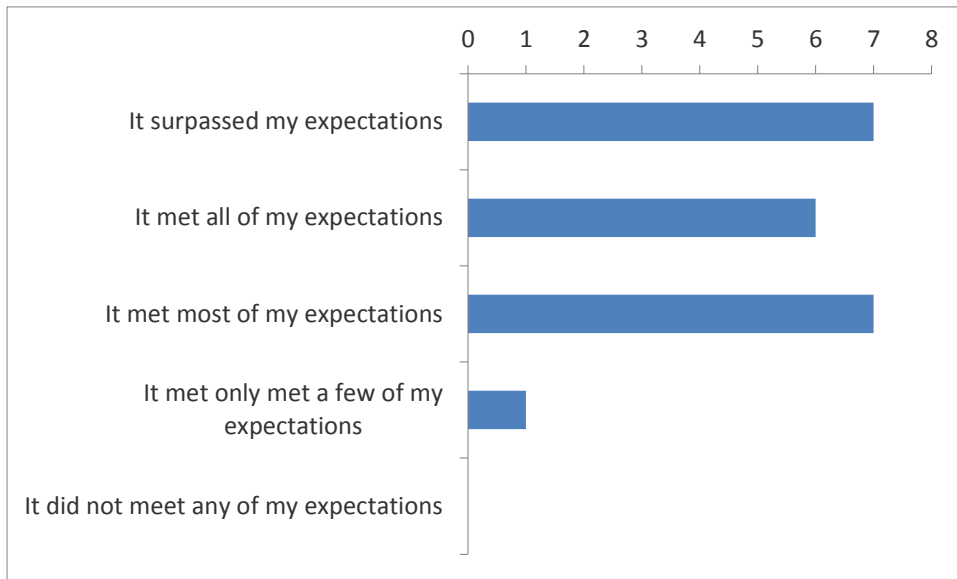 0 1 2 3 4 5 6 7 8
It surpassed my expectations
It met all of my expectations
It met most of my expectations
It met only met a few of my
expectations
It did not meet any of my expectations